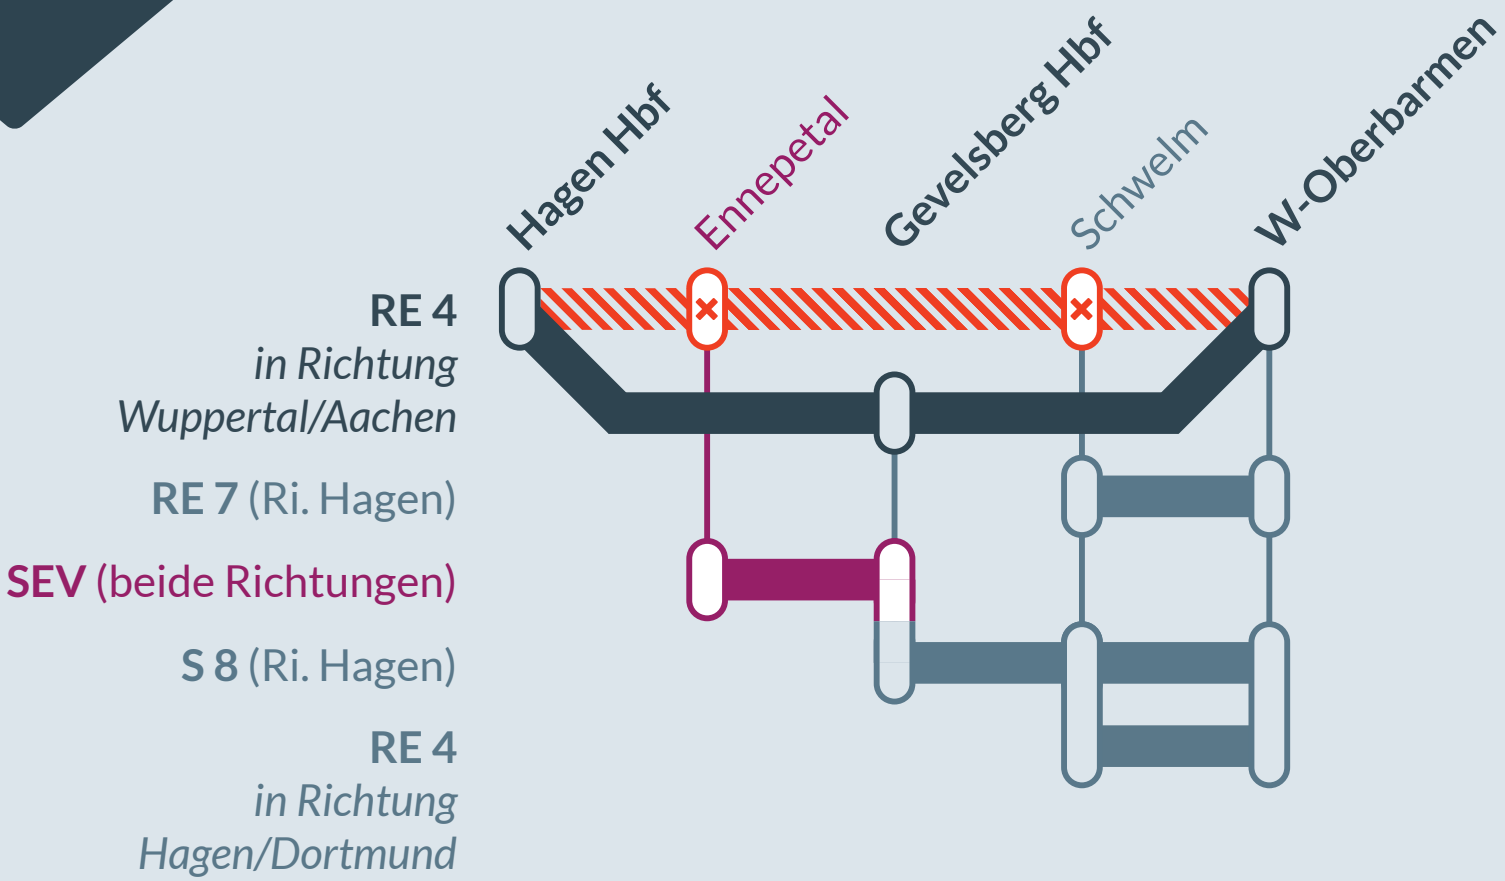 Hagen Hbf
Ennepetal
Gevelsberg Hbf
Schwelm
W-Oberbarmen
RE 4
in Richtung
Wuppertal/Aachen
RE 7 (Ri. Hagen)
SEV (beide Richtungen)
S 8 (Ri. Hagen)
RE 4
in Richtung
Hagen/Dortmund